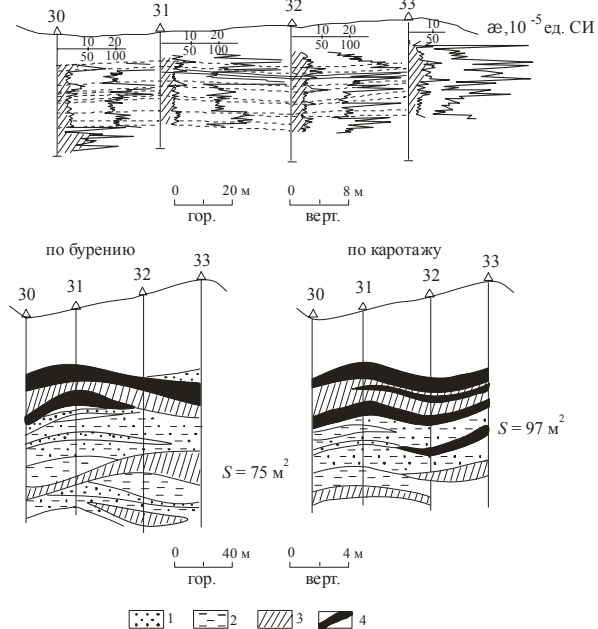 30 31 32 33
æ,10⁻⁵ ед. СИ
10 20 10 20 10 20 10
50 100 50 100 50 100 50
0 20 м 0 8 м
гор. верт.
по бурению
30 31 32 33
S = 75 м²
по каротажу
30 31 32 33
S = 97 м²
0 40 м 0 4 м
гор. верт.
1 2 3 4